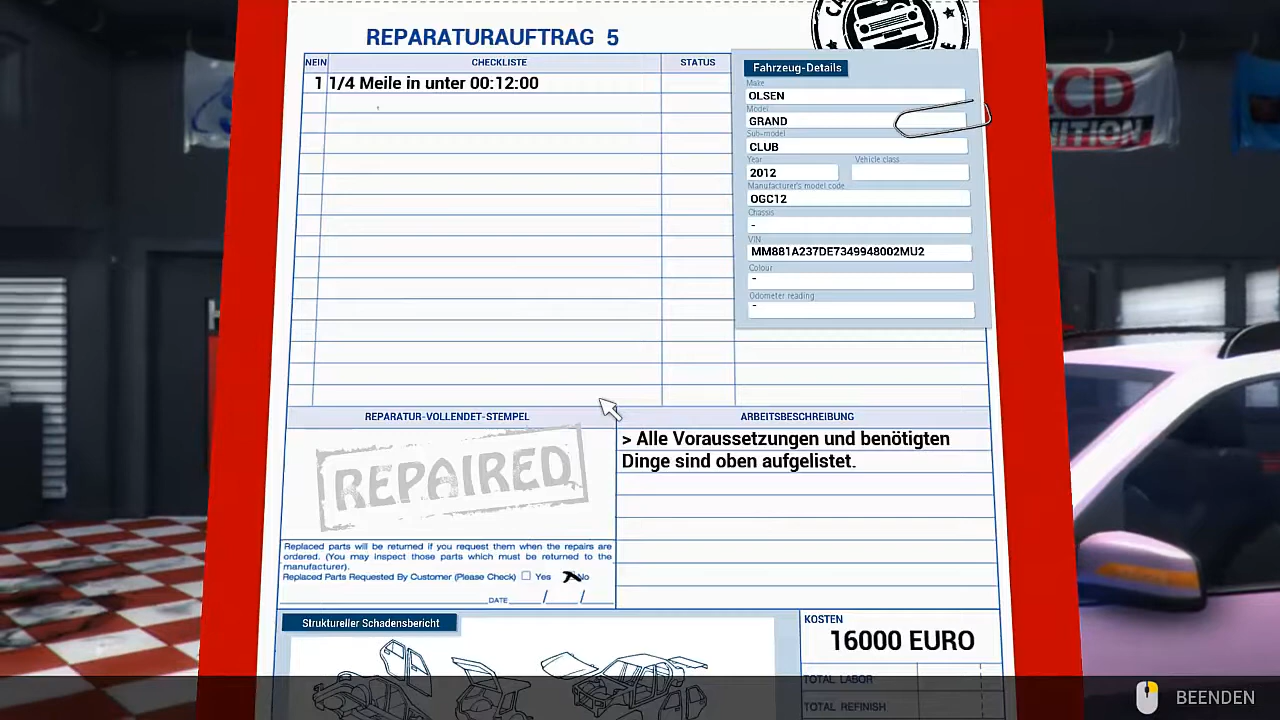 REPARATURAUFTRAG 5
NEIN CHECKLISTE STATUS
1 1/4 Meile in unter 00:12:00
Fahrzeug-Details
Make
OLSEN
Model
GRAND
Sub-model
CLUB
Year Vehicle class
2012
Manufacturer's model code
OGC12
Chassis
-
VIN
MM881A237DE7349948002MU2
Colour
-
Odometer reading
-
REPARATUR-VOLLENDET-STEMPEL
REPAIRED
Replaced parts will be returned if you request them when the repairs are
ordered. (You may inspect those parts which must be returned to the
manufacturer).
Replaced Parts Requested By Customer (Please Check) Yes No
DATE / /
ARBEITSBESCHREIBUNG
> Alle Voraussetzungen und benötigten
Dinge sind oben aufgelistet.
Struktureller Schadensbericht
KOSTEN
16000 EURO
TOTAL LABOR
TOTAL REFINISH
BEENDEN